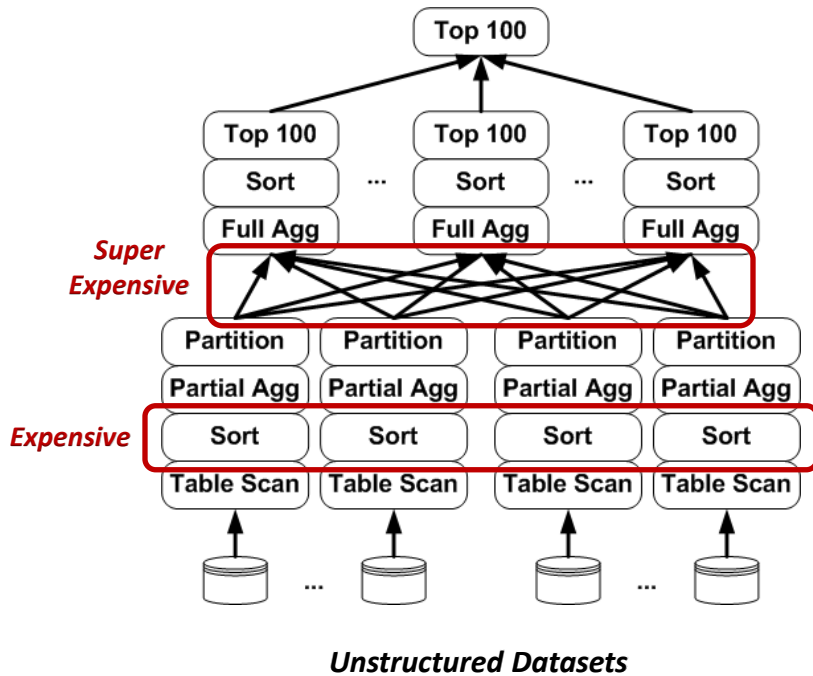 Top 100
Top 100 Top 100 Top 100
Sort ... Sort ... Sort
Full Agg Full Agg Full Agg
Super
Expensive
Partition Partition Partition Partition
Partial Agg Partial Agg Partial Agg Partial Agg
Expensive Sort Sort Sort Sort
Table Scan Table Scan Table Scan Table Scan
... ...
Unstructured Datasets